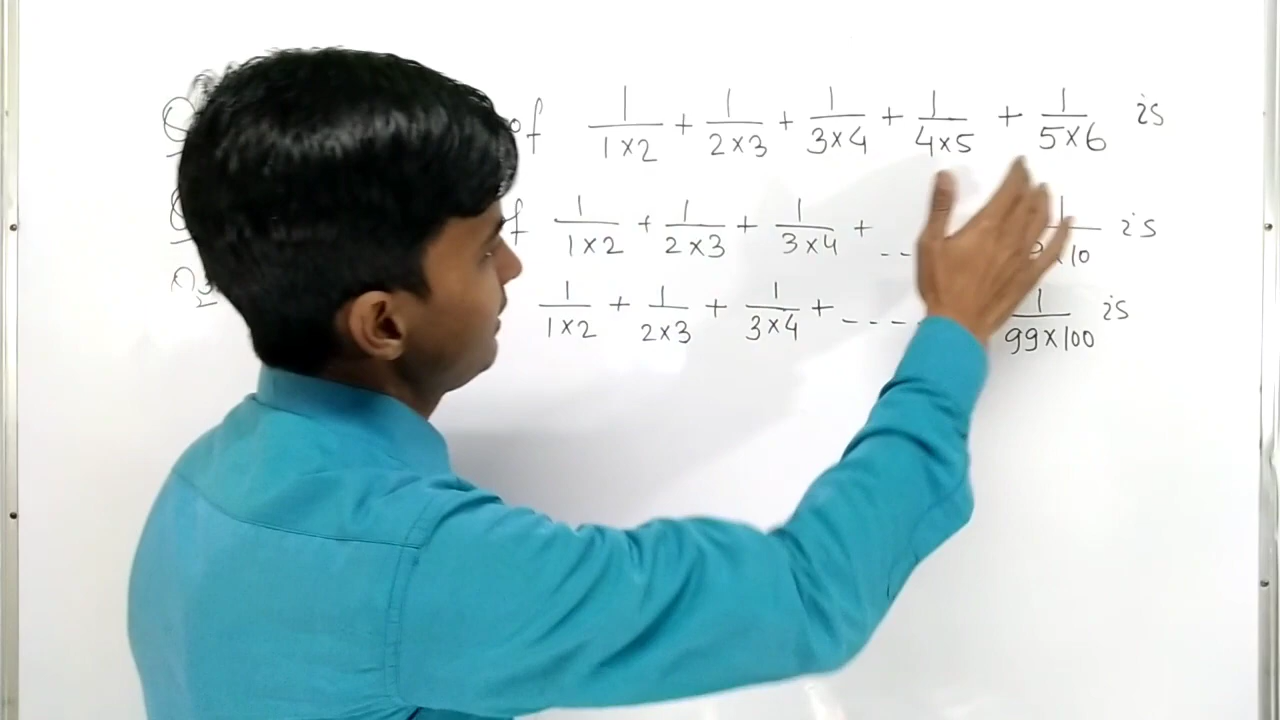 of 1/1×2 + 1/2×3 + 1/3×4 + 1/4×5 + 1/5×6 is
1/1×2 + 1/2×3 + 1/3×4 + -- 1/ ×10 is
1/1×2 + 1/2×3 + 1/3×4 + ---- 1/99×100 is